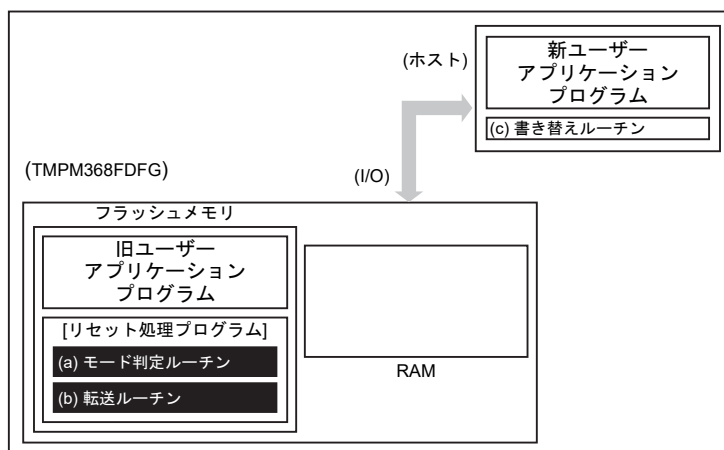 (ホスト)
新ユーザー
アプリケーション
プログラム
(c) 書き替えルーチン
(TMPM368FDFG)
(I/O)
フラッシュメモリ
旧ユーザー
アプリケーション
プログラム
[リセット処理プログラム]
(a) モード判定ルーチン
(b) 転送ルーチン
RAM